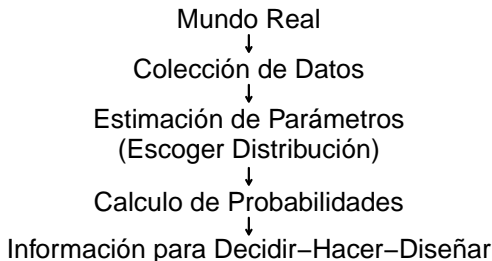 Mundo Real
Colección de Datos
Estimación de Parámetros
(Escoger Distribución)
Calculo de Probabilidades
Información para Decidir−Hacer−Diseñar